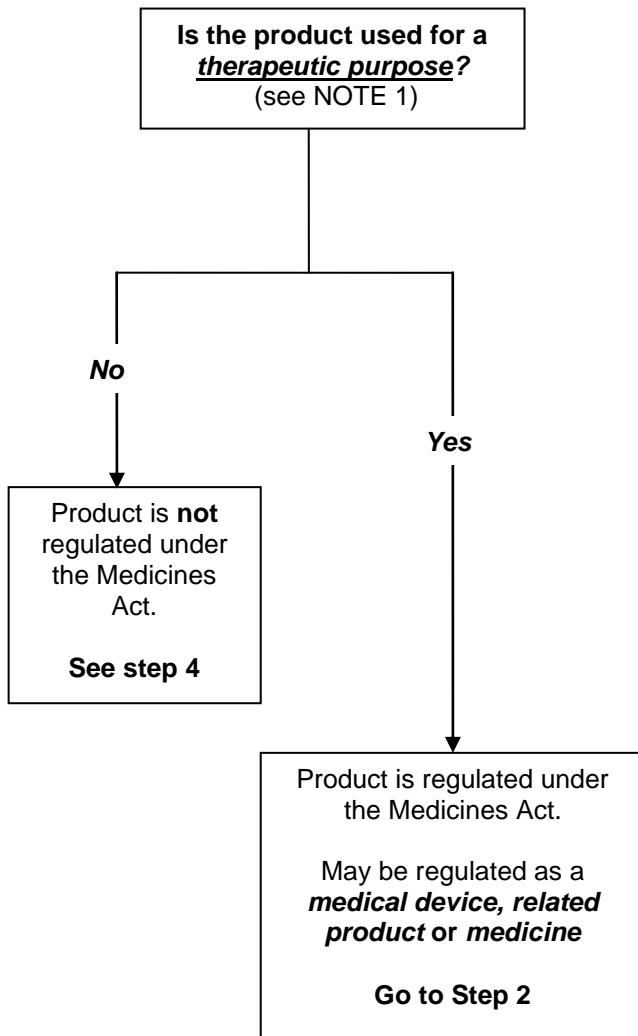 Is the product used for a
therapeutic purpose?
(see NOTE 1)
No
Yes
Product is not
regulated under
the Medicines
Act.
See step 4
Product is regulated under
the Medicines Act.
May be regulated as a
medical device, related
product or medicine
Go to Step 2